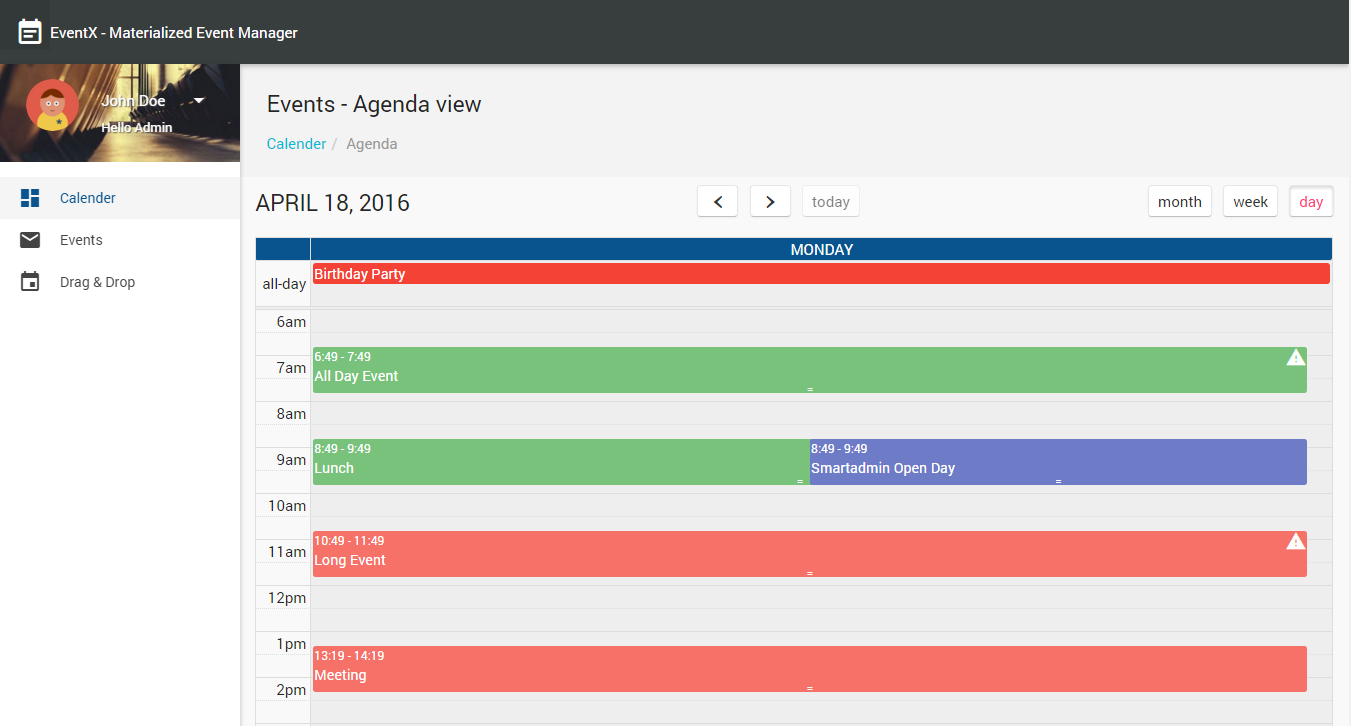 EventX - Materialized Event Manager
John Doe
Hello Admin
Calender
Events
Drag & Drop
Events - Agenda view
Calender / Agenda
APRIL 18, 2016
today
month
week
day
MONDAY
all-day
Birthday Party
6am
6:49 - 7:49
7am
All Day Event
8am
8:49 - 9:49
8:49 - 9:49
9am
Lunch
Smartadmin Open Day
10am
10:49 - 11:49
11am
Long Event
12pm
1pm
13:19 - 14:19
Meeting
2pm